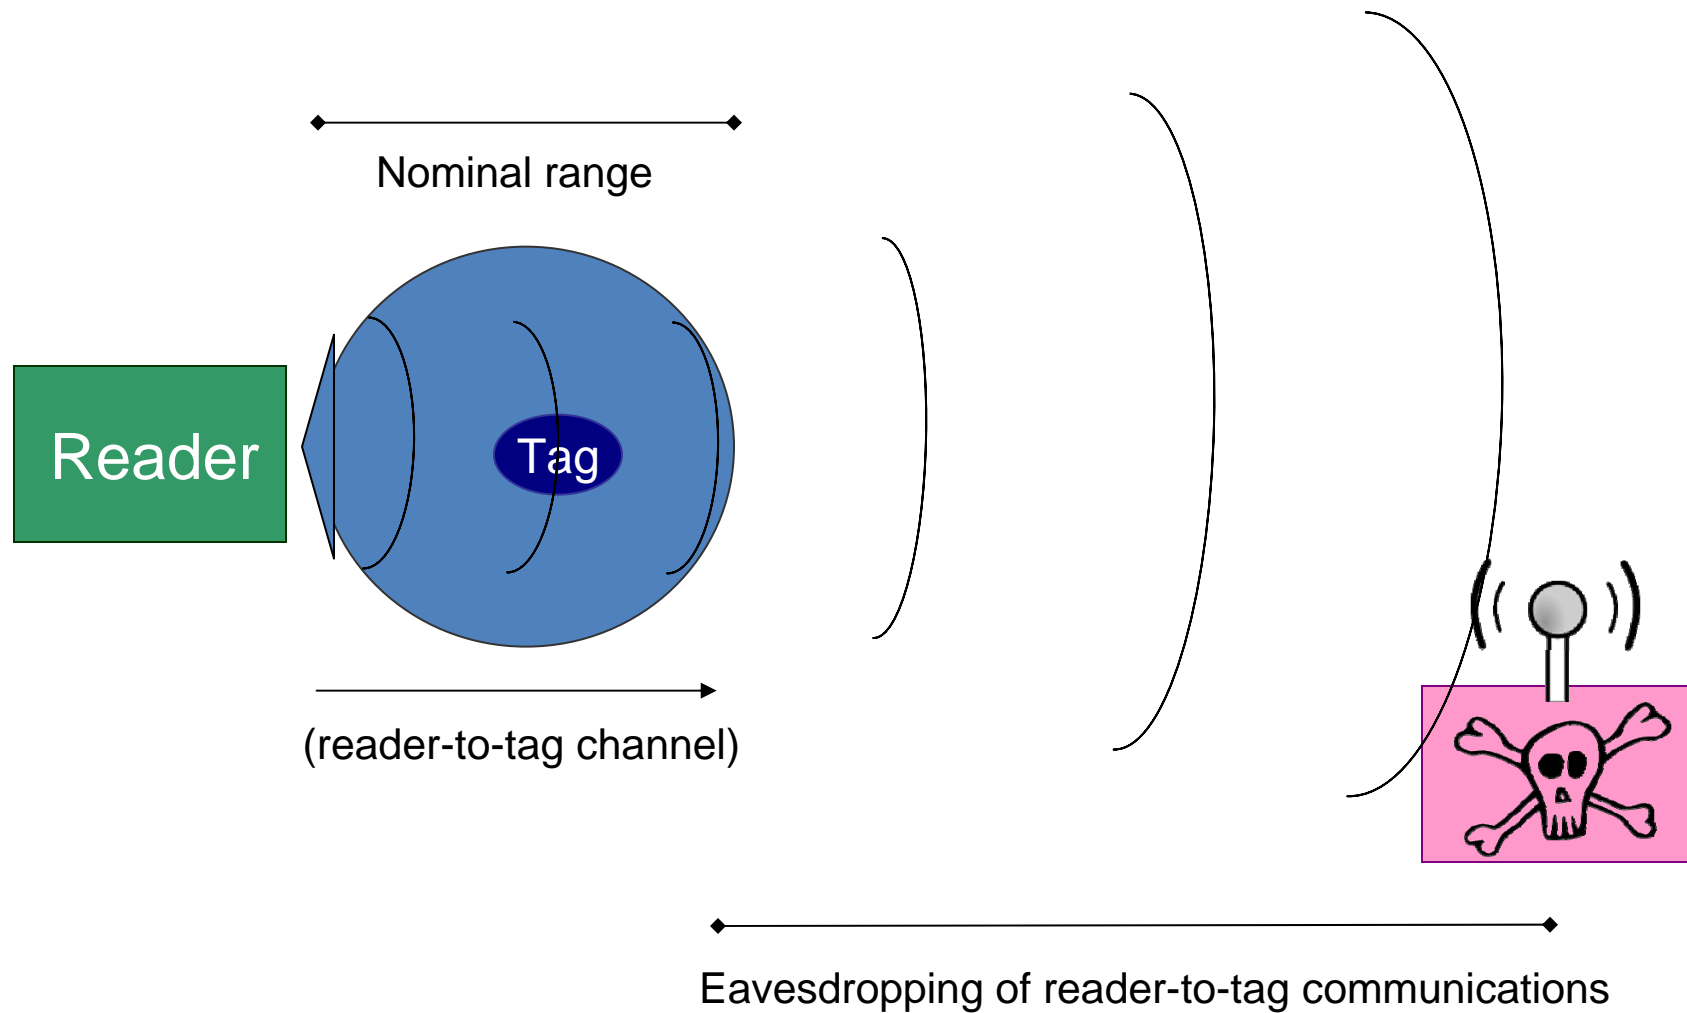 Nominal range
Reader
Tag
(reader-to-tag channel)
Eavesdropping of reader-to-tag communications